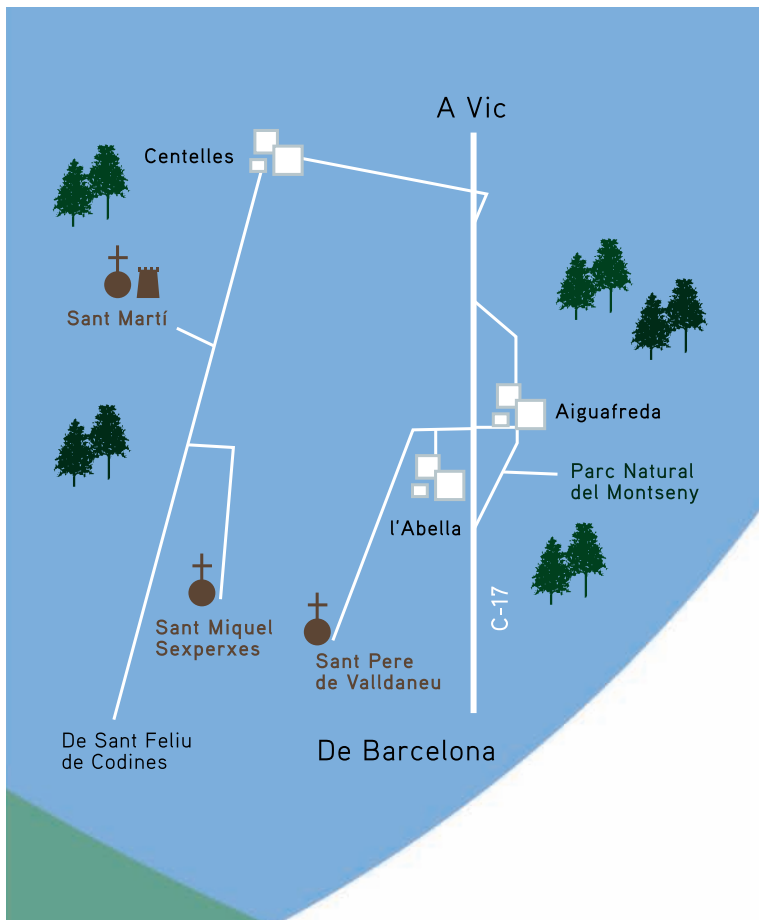 A Vic
Centelles
Sant Martí
Aiguafreda
Parc Natural
del Montseny
l'Abella
C-17
Sant Miquel
Sexperxes
Sant Pere
de Valldaneu
De Sant Feliu
de Codines
De Barcelona